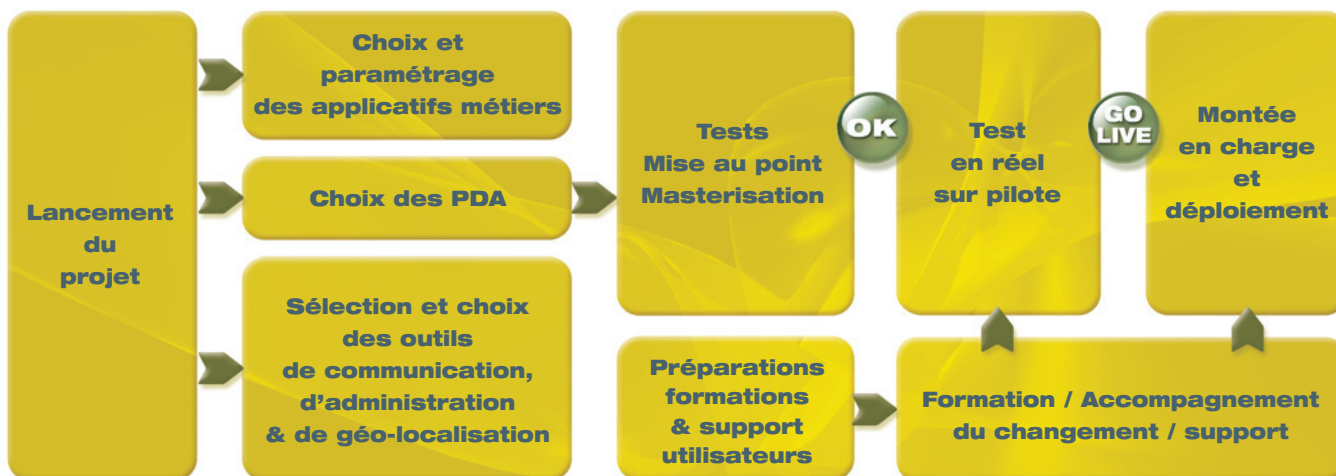 Lancement
du
projet
Choix et
paramétrage
des applicatifs métiers
Choix des PDA
Sélection et choix
des outils
de communication,
d'administration
& de géo-localisation
Tests
Mise au point
Masterisation
OK
Test
en réel
sur pilote
GO
LIVE
Montée
en charge
et
déploiement
Préparations
formations
& support
utilisateurs
Formation / Accompagnement
du changement / support